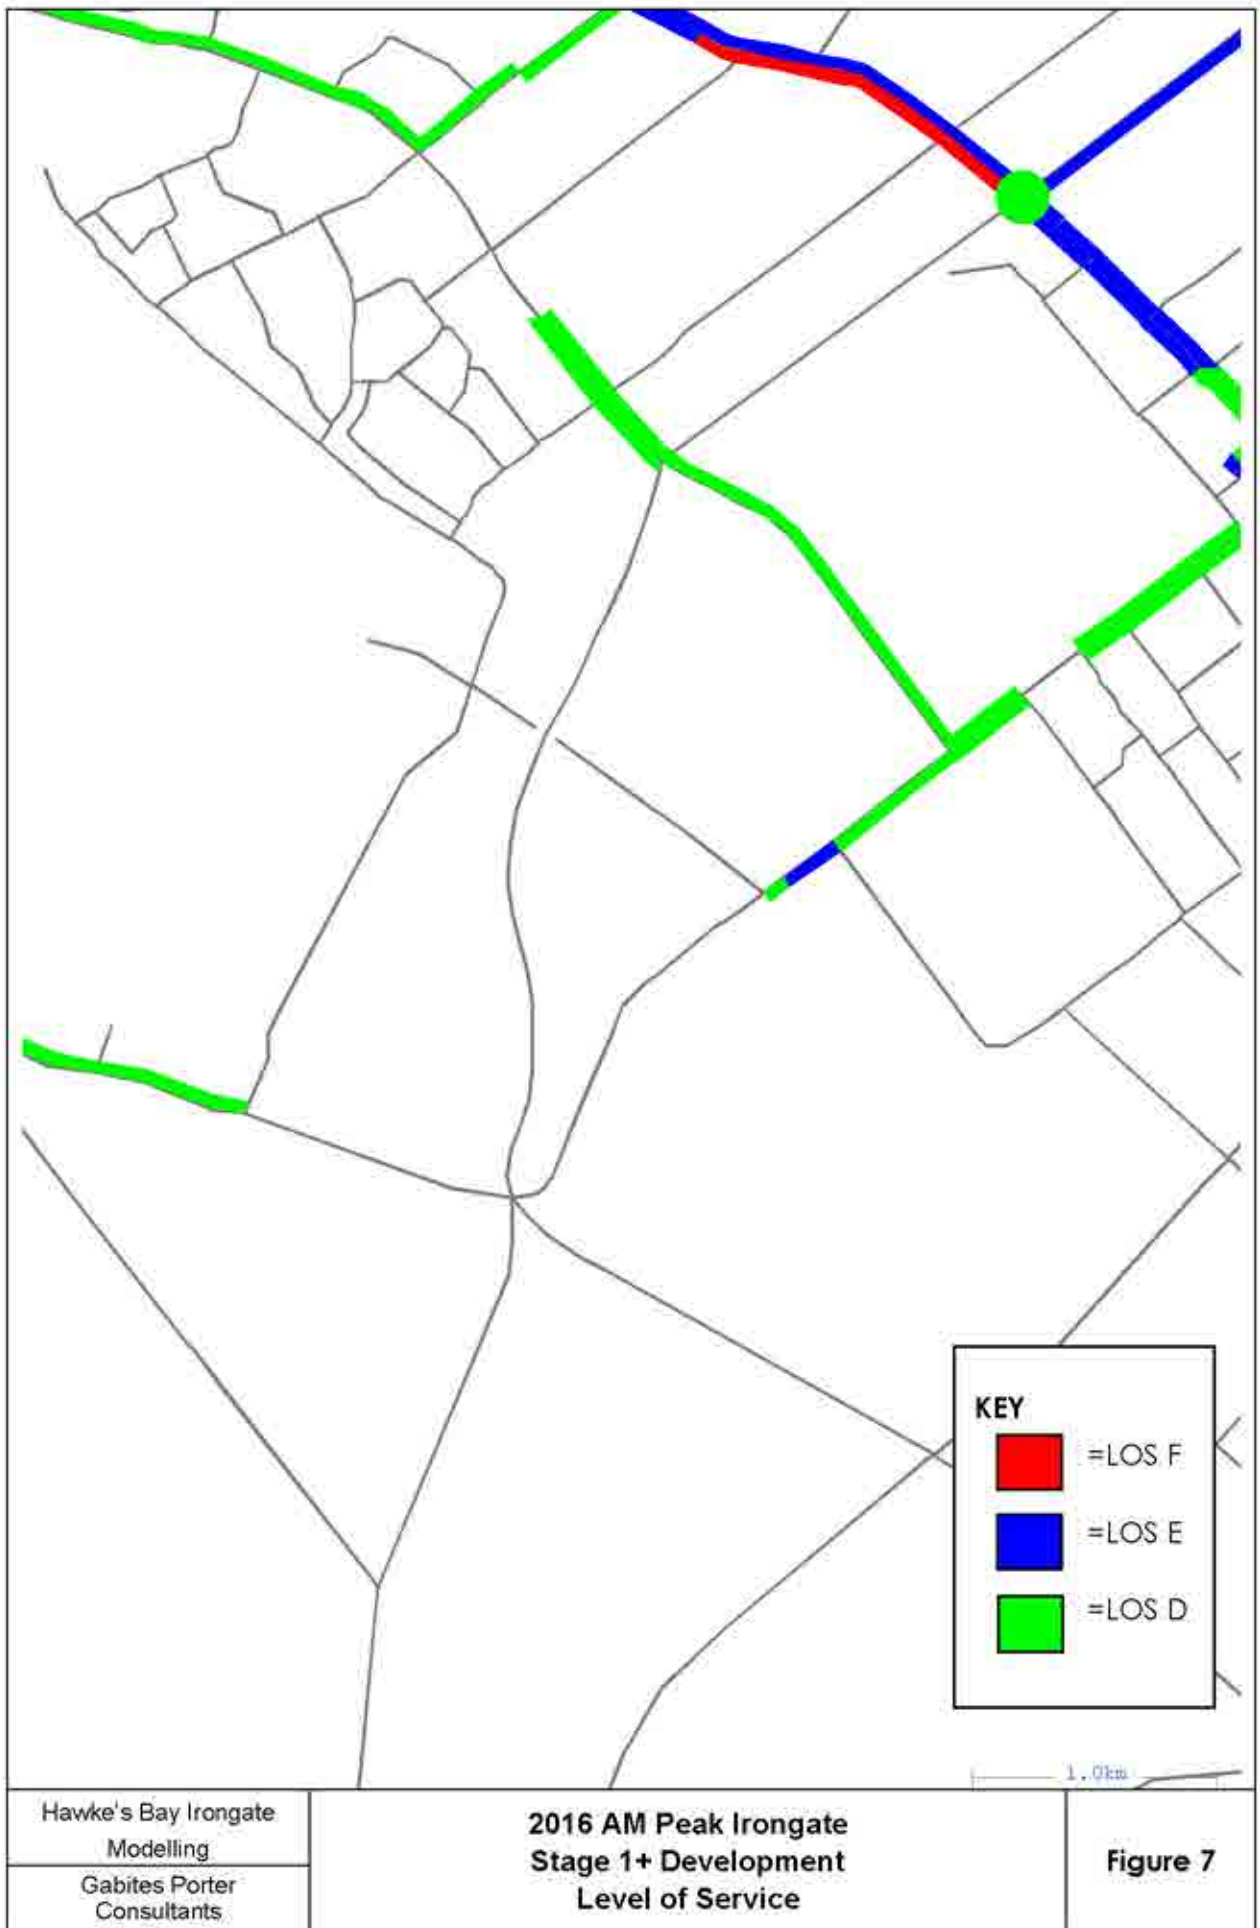 KEY
=LOS F
=LOS E
=LOS D
1.0km
Hawke's Bay Irongate
Modelling
Gabites Porter
Consultants
2016 AM Peak Irongate
Stage 1+ Development
Level of Service
Figure 7